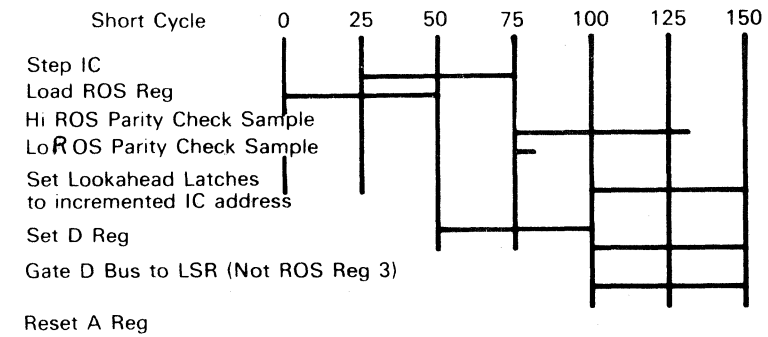 Short Cycle 0 25 50 75 100 125 150
Step IC
Load ROS Reg
Hi ROS Parity Check Sample
Lo ROS Parity Check Sample
Set Lookahead Latches
to incremented IC address
Set D Reg
Gate D Bus to LSR (Not ROS Reg 3)
Reset A Reg